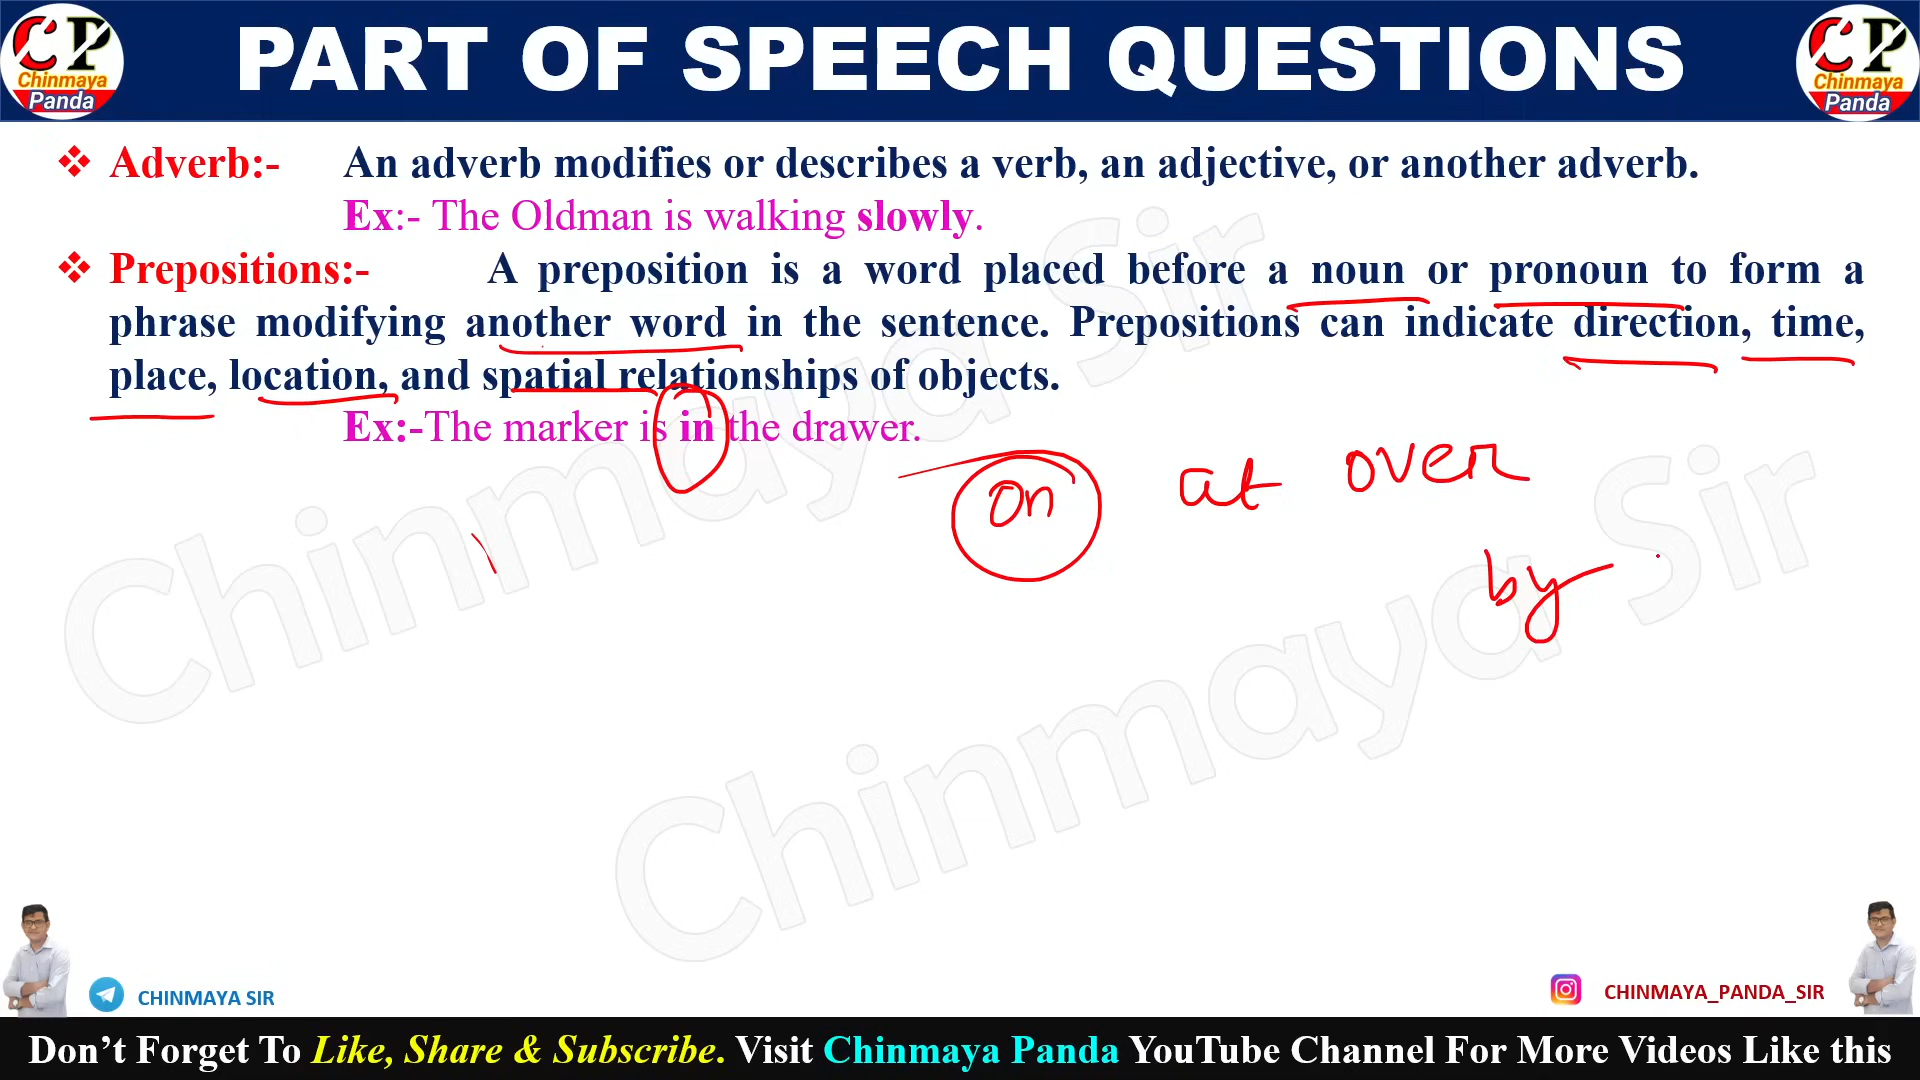 CP
Chinmaya
Panda
PART OF SPEECH QUESTIONS
CP
Chinmaya
Panda
❖ Adverb:- An adverb modifies or describes a verb, an adjective, or another adverb.
Ex:- The Oldman is walking slowly.
❖ Prepositions:- A preposition is a word placed before a noun or pronoun to form a
phrase modifying another word in the sentence. Prepositions can indicate direction, time,
place, location, and spatial relationships of objects.
Ex:-The marker is in the drawer.
on at over
by
Chinmaya Sir
Chinmaya Sir
CHINMAYA SIR
CHINMAYA_PANDA_SIR
Don’t Forget To Like, Share & Subscribe. Visit Chinmaya Panda YouTube Channel For More Videos Like this